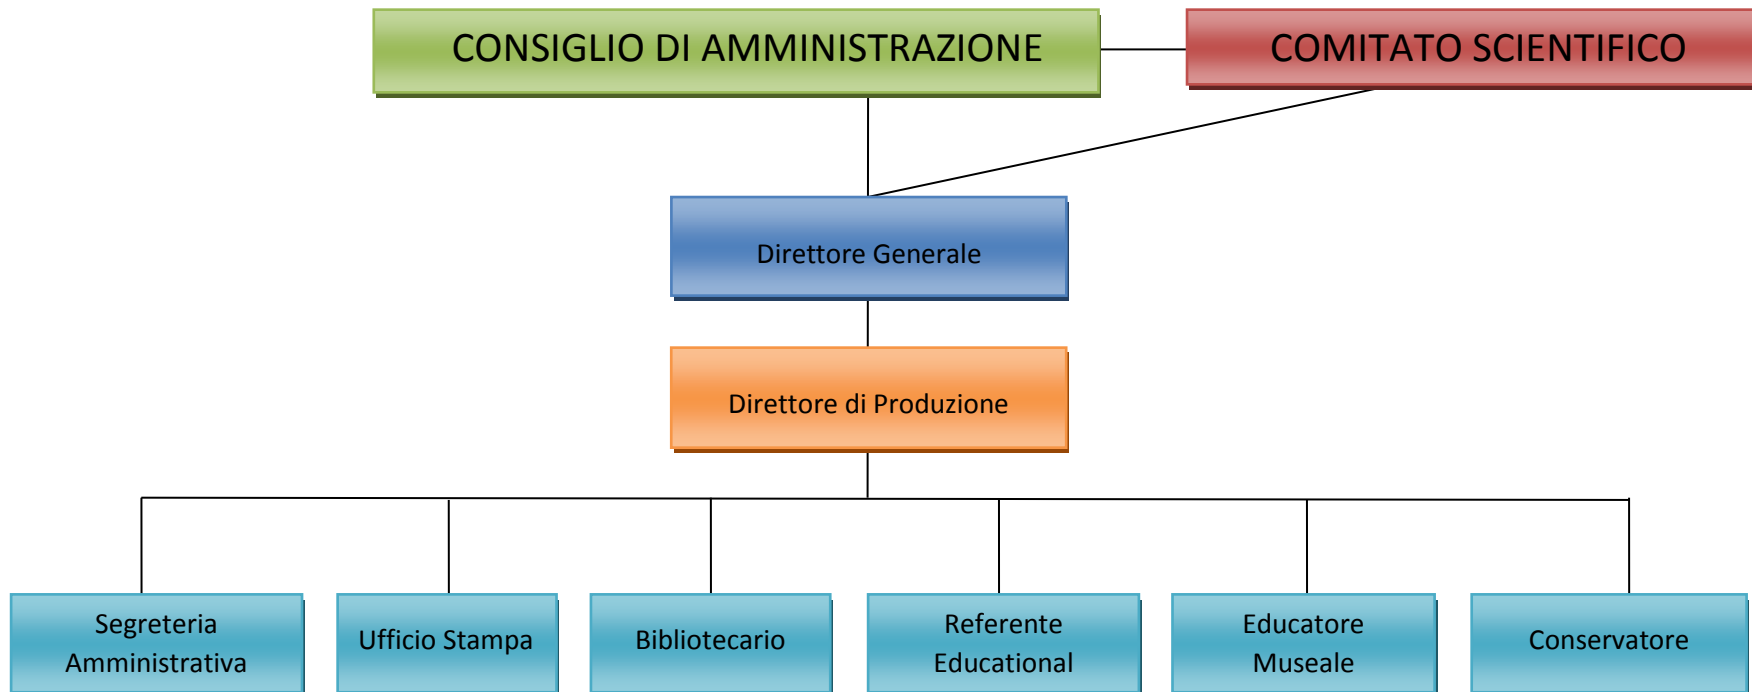 CONSIGLIO DI AMMINISTRAZIONE
COMITATO SCIENTIFICO
Direttore Generale
Direttore di Produzione
Segreteria
Amministrativa
Ufficio Stampa
Bibliotecario
Referente
Educational
Educatore
Museale
Conservatore